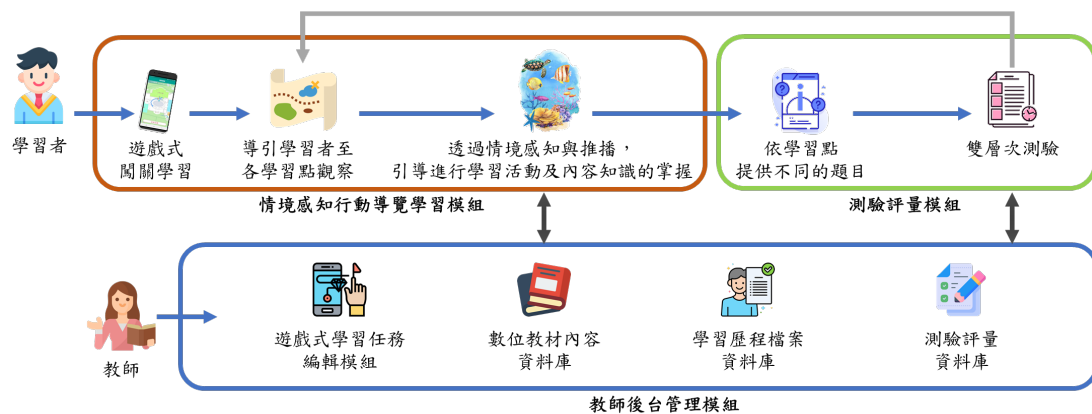 學習者
遊戲式
闖關學習
導引學習者至
各學習點觀察
透過情境感知與推播，
引導進行學習活動及內容知識的掌握
情境感知行動導覽學習模組
依學習點
提供不同的題目
雙層次測驗
測驗評量模組
教師
遊戲式學習任務
編輯模組
數位教材內容
資料庫
學習歷程檔案
資料庫
測驗評量
資料庫
教師後台管理模組